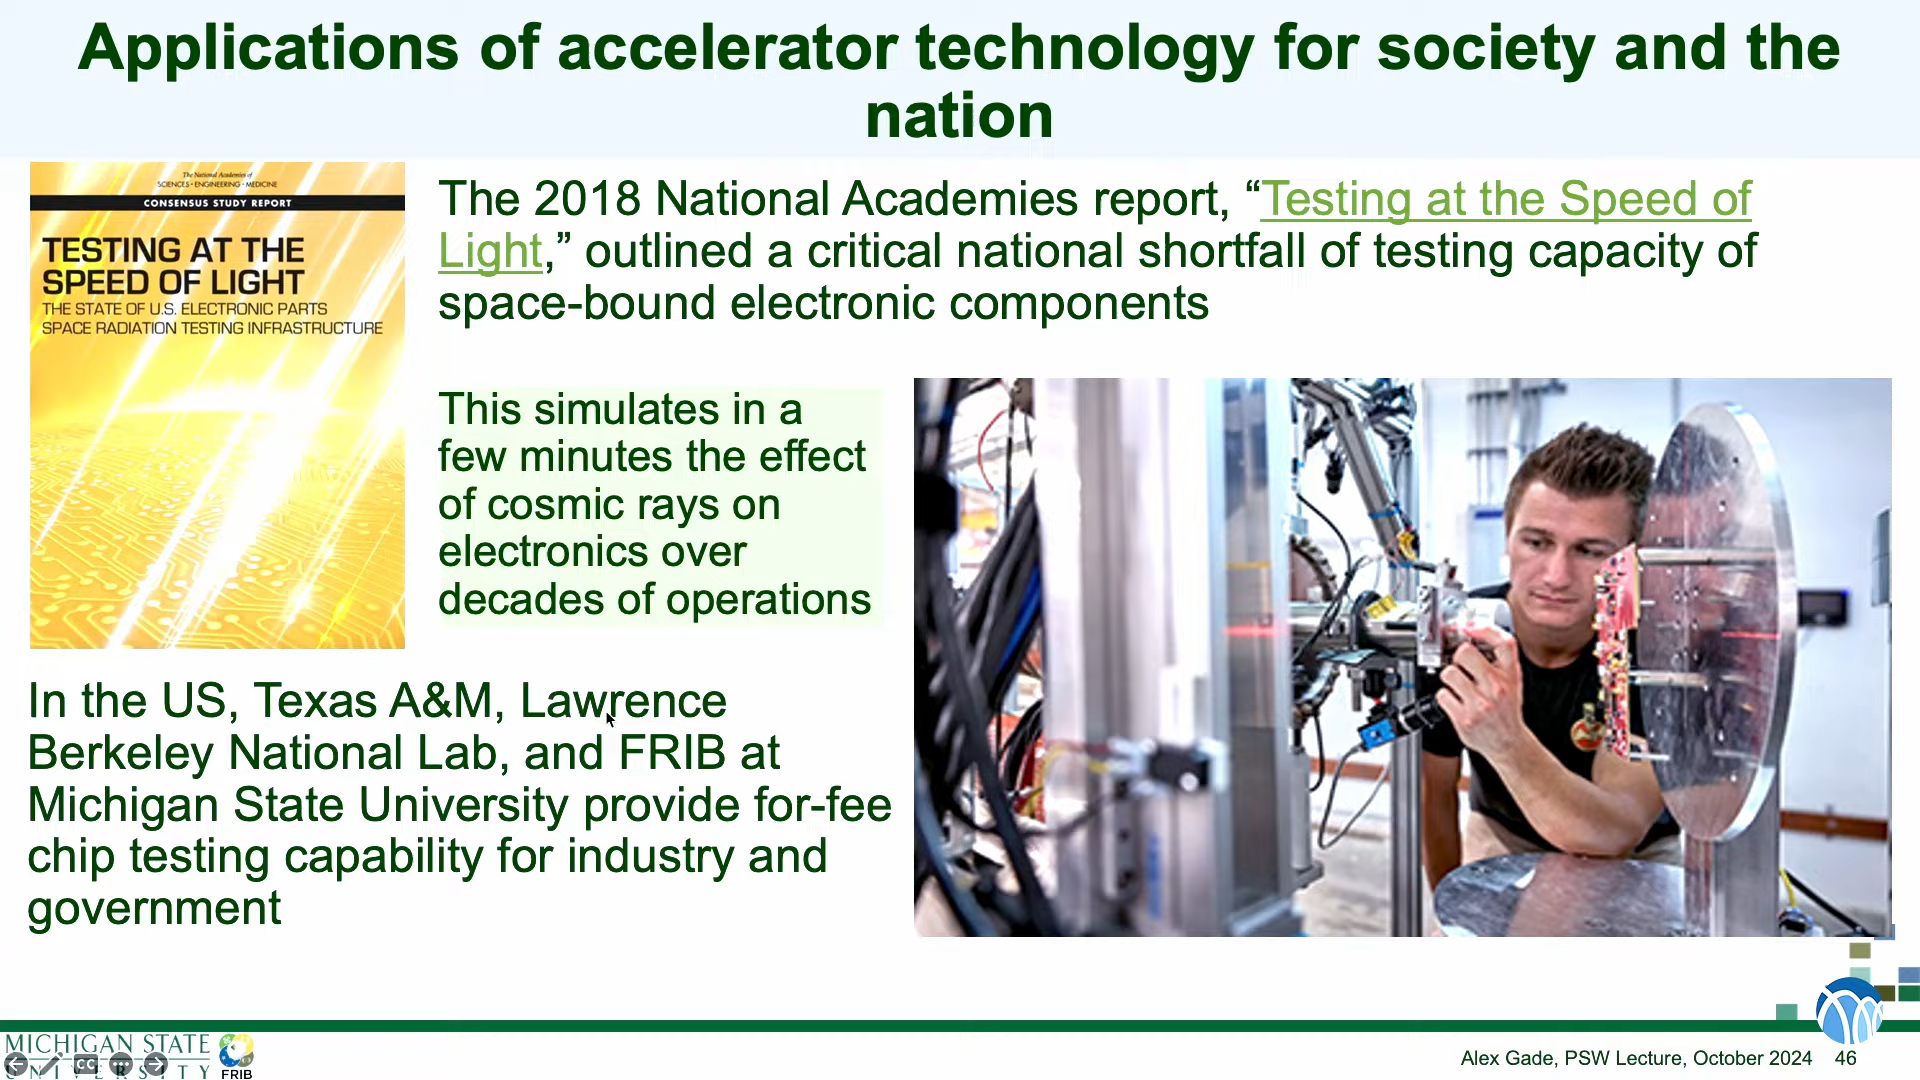 Applications of accelerator technology for society and the
nation
The National Academies of
SCIENCES • ENGINEERING • MEDICINE
CONSENSUS STUDY REPORT
TESTING AT THE
SPEED OF LIGHT
THE STATE OF U.S. ELECTRONIC PARTS
SPACE RADIATION TESTING INFRASTRUCTURE
The 2018 National Academies report, “Testing at the Speed of
Light,” outlined a critical national shortfall of testing capacity of
space-bound electronic components
This simulates in a
few minutes the effect
of cosmic rays on
electronics over
decades of operations
In the US, Texas A&M, Lawrence
Berkeley National Lab, and FRIB at
Michigan State University provide for-fee
chip testing capability for industry and
government
MICHIGAN STATE
UNIVERSITY
CC
FRIB
Alex Gade, PSW Lecture, October 2024 46